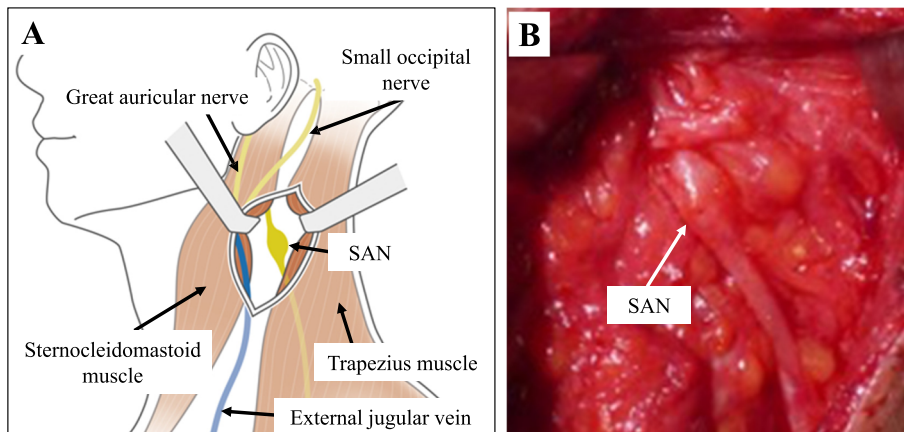 A
Small occipital
nerve
Great auricular nerve
SAN
Sternocleidomastoid
muscle
Trapezius muscle
External jugular vein
B
SAN